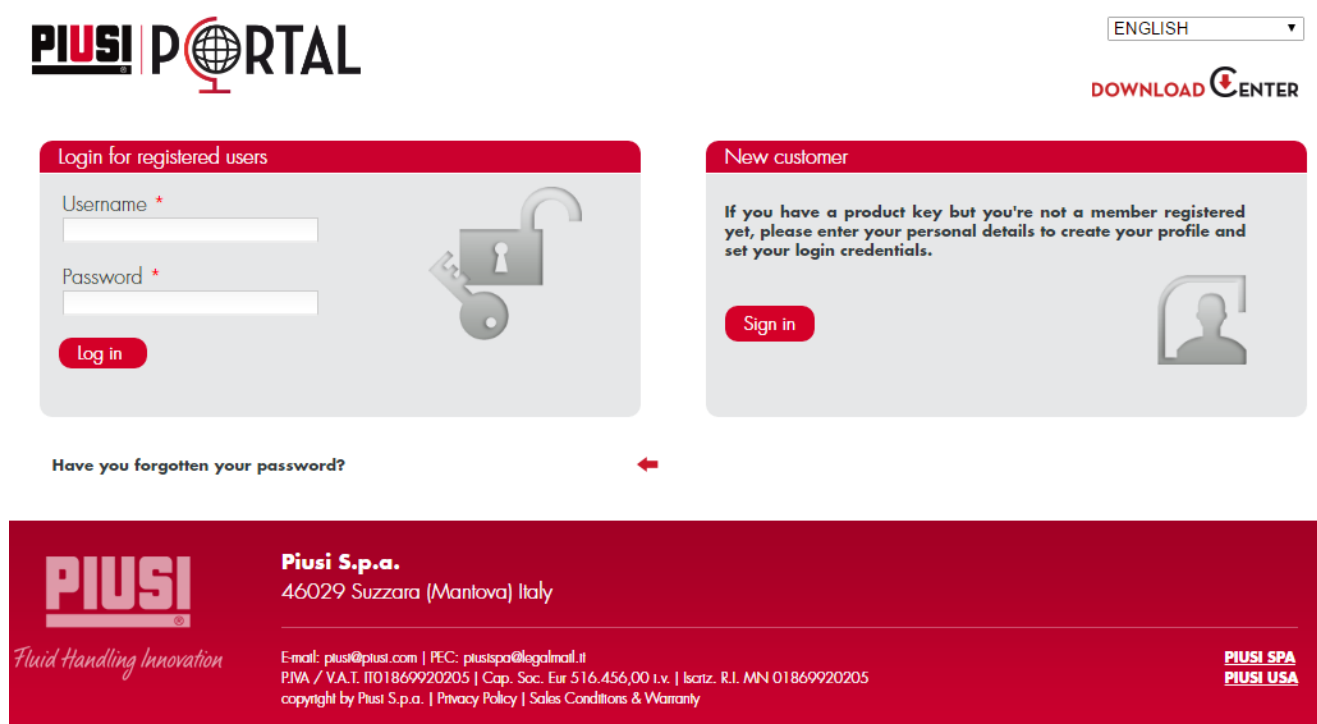 PIUSI PORTAL
ENGLISH
DOWNLOAD CENTER
Login for registered users
Username *
Password *
Log in
New customer
If you have a product key but you're not a member registered
yet, please enter your personal details to create your profile and
set your login credentials.
Sign in
Have you forgotten your password?
PIUSI
®
Fluid Handling Innovation
Piusi S.p.a.
46029 Suzzara (Mantova) Italy
E-mail: piusi@piusi.com | PEC: piusispa@legalmail.it
P.IVA / V.A.T. IT01869920205 | Cap. Soc. Eur 516.456,00 i.v. | Iscriz. R.I. MN 01869920205
copyright by Piusi S.p.a. | Privacy Policy | Sales Conditions & Warranty
PIUSI SPA
PIUSI USA